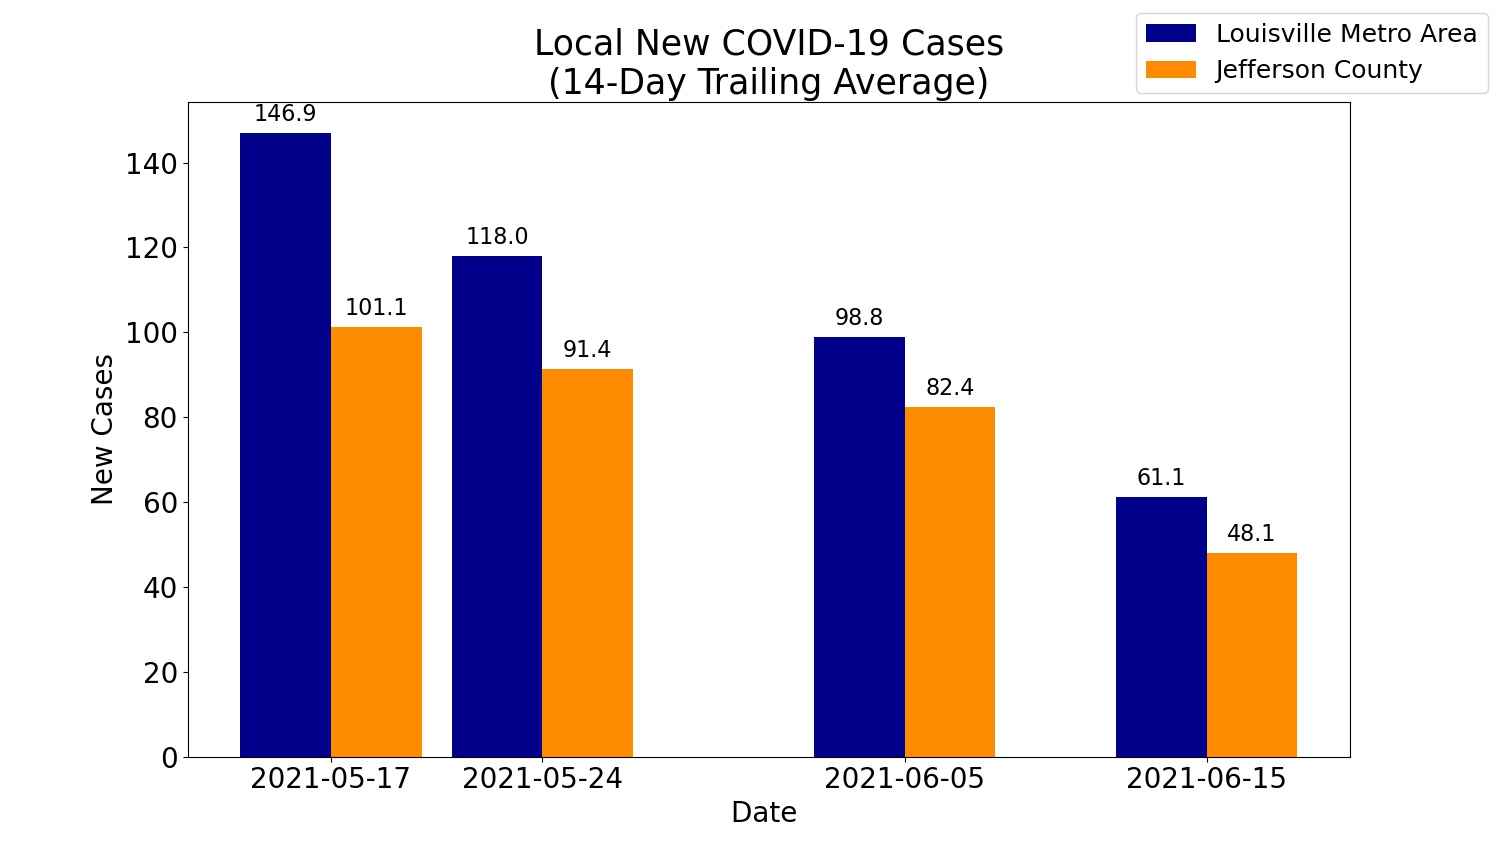 Local New COVID-19 Cases
(14-Day Trailing Average)
Louisville Metro Area
Jefferson County
146.9
101.1
118.0
91.4
98.8
82.4
61.1
48.1
140
120
100
80
60
40
20
0
New Cases
2021-05-17 2021-05-24 2021-06-05 2021-06-15
Date